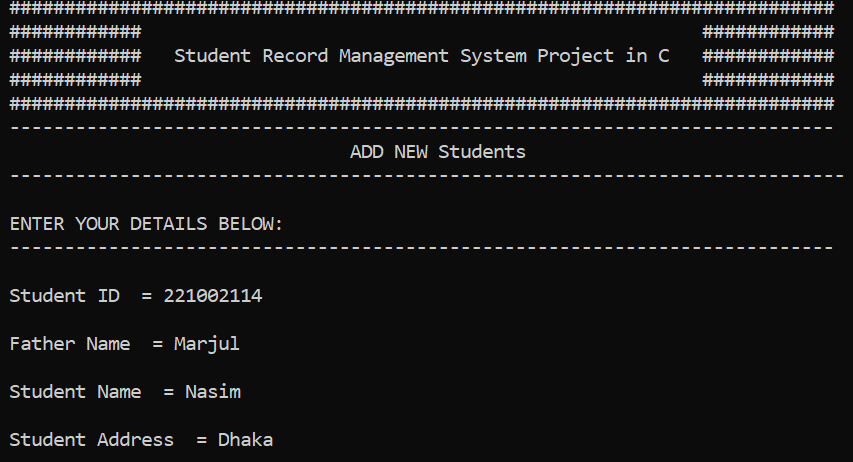 ###########################################################################
############                                                   ############
############   Student Record Management System Project in C   ############
############                                                   ############
###########################################################################
---------------------------------------------------------------------------
ADD NEW Students
----------------------------------------------------------------------------
ENTER YOUR DETAILS BELOW:
---------------------------------------------------------------------------
Student ID  = 221002114
Father Name  = Marjul
Student Name  = Nasim
Student Address  = Dhaka